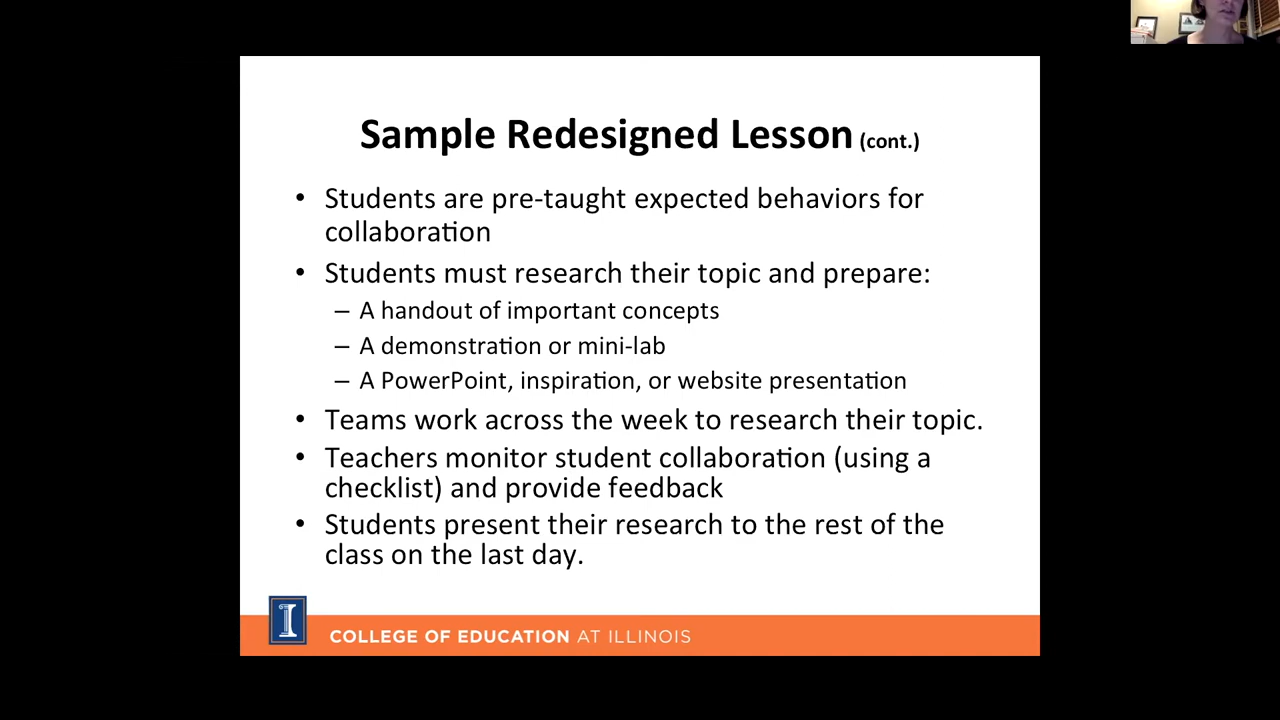 Sample Redesigned Lesson (cont.)
• Students are pre-taught expected behaviors for
collaboration
• Students must research their topic and prepare:
– A handout of important concepts
– A demonstration or mini-lab
– A PowerPoint, inspiration, or website presentation
• Teams work across the week to research their topic.
• Teachers monitor student collaboration (using a
checklist) and provide feedback
• Students present their research to the rest of the
class on the last day.
I
COLLEGE OF EDUCATION AT ILLINOIS